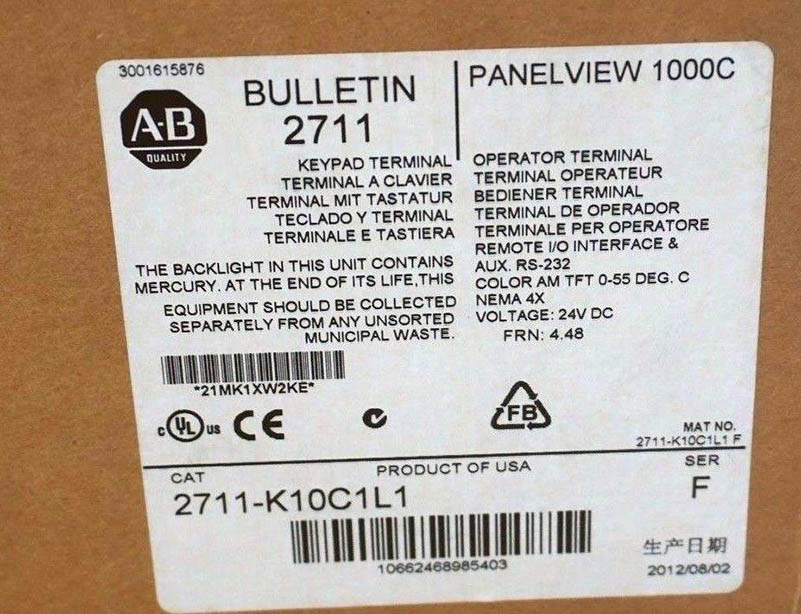 3001615876
A-B
QUALITY
BULLETIN
2711
PANELVIEW 1000C
KEYPAD TERMINAL
TERMINAL A CLAVIER
TERMINAL MIT TASTATUR
TECLADO Y TERMINAL
TERMINALE E TASTIERA
THE BACKLIGHT IN THIS UNIT CONTAINS
MERCURY. AT THE END OF ITS LIFE,THIS
EQUIPMENT SHOULD BE COLLECTED
SEPARATELY FROM ANY UNSORTED
MUNICIPAL WASTE.
OPERATOR TERMINAL
TERMINAL OPERATEUR
BEDIENER TERMINAL
TERMINAL DE OPERADOR
TERMINALE PER OPERATORE
REMOTE I/O INTERFACE &
AUX. RS-232
COLOR AM TFT 0-55 DEG. C
NEMA 4X
VOLTAGE: 24V DC
FRN: 4.48
*21MK1XW2KE*
c UL US CE
FB
MAT NO.
2711-K10C1L1 F
CAT
PRODUCT OF USA
SER
2711-K10C1L1
F
10662468985403
生产日期
2012/08/02